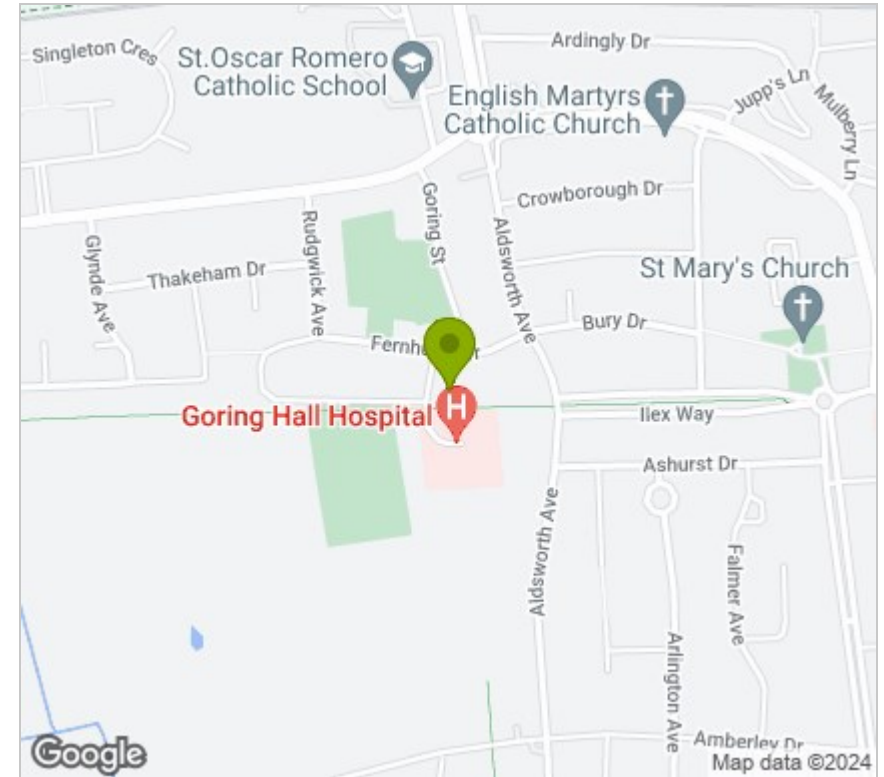 Singleton Cres
St.Oscar Romero
Catholic School
Ardingly Dr
English Martyrs
Catholic Church
Jupp's Ln
Mulberry Ln
Goring St
Crowborough Dr
Rudgwick Ave
Aldsworth Ave
Glynde Ave
Thakeham Dr
St Mary's Church
Bury Dr
Goring Hall Hospital
H
Ilex Way
Ashurst Dr
Aldsworth Ave
Falmer Ave
Arlington Ave
Amberley Dr
Google
Map data ©2024